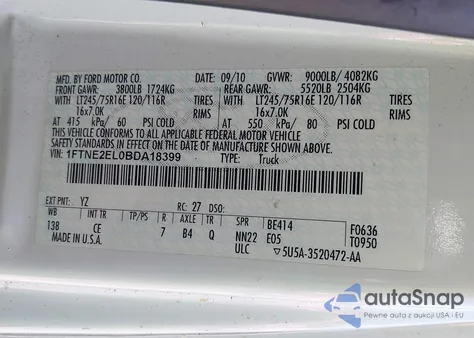 MFD. BY FORD MOTOR CO.
DATE: 09/10 GVWR: 9000LB/ 4082KG
FRONT GAWR: 3800LB 1724KG REAR GAWR: 5520LB 2504KG
WITH LT245/75R16E 120/116R TIRES WITH LT245/75R16E 120/116R TIRES
16x7.0K RIMS 16x7.0K RIMS
AT 415 kPa/ 60 PSI COLD AT 550 kPa/ 80 PSI COLD
THIS VEHICLE CONFORMS TO ALL APPLICABLE FEDERAL MOTOR VEHICLE
SAFETY STANDARDS IN EFFECT ON THE DATE OF MANUFACTURE SHOWN ABOVE.
VIN: 1FTNE2EL0BDA18399
TYPE: Truck
EXT PNT: YZ RC: 27 DSO:
WB INT TR TP/PS R AXLE TR SPR BE414 F0636
138 CE 7 B4 Q NN22 E05 T0950
MADE IN U.S.A. ULC 5U5A-3520472-AA
autoSnap
Pewne auta z aukcji USA i EU